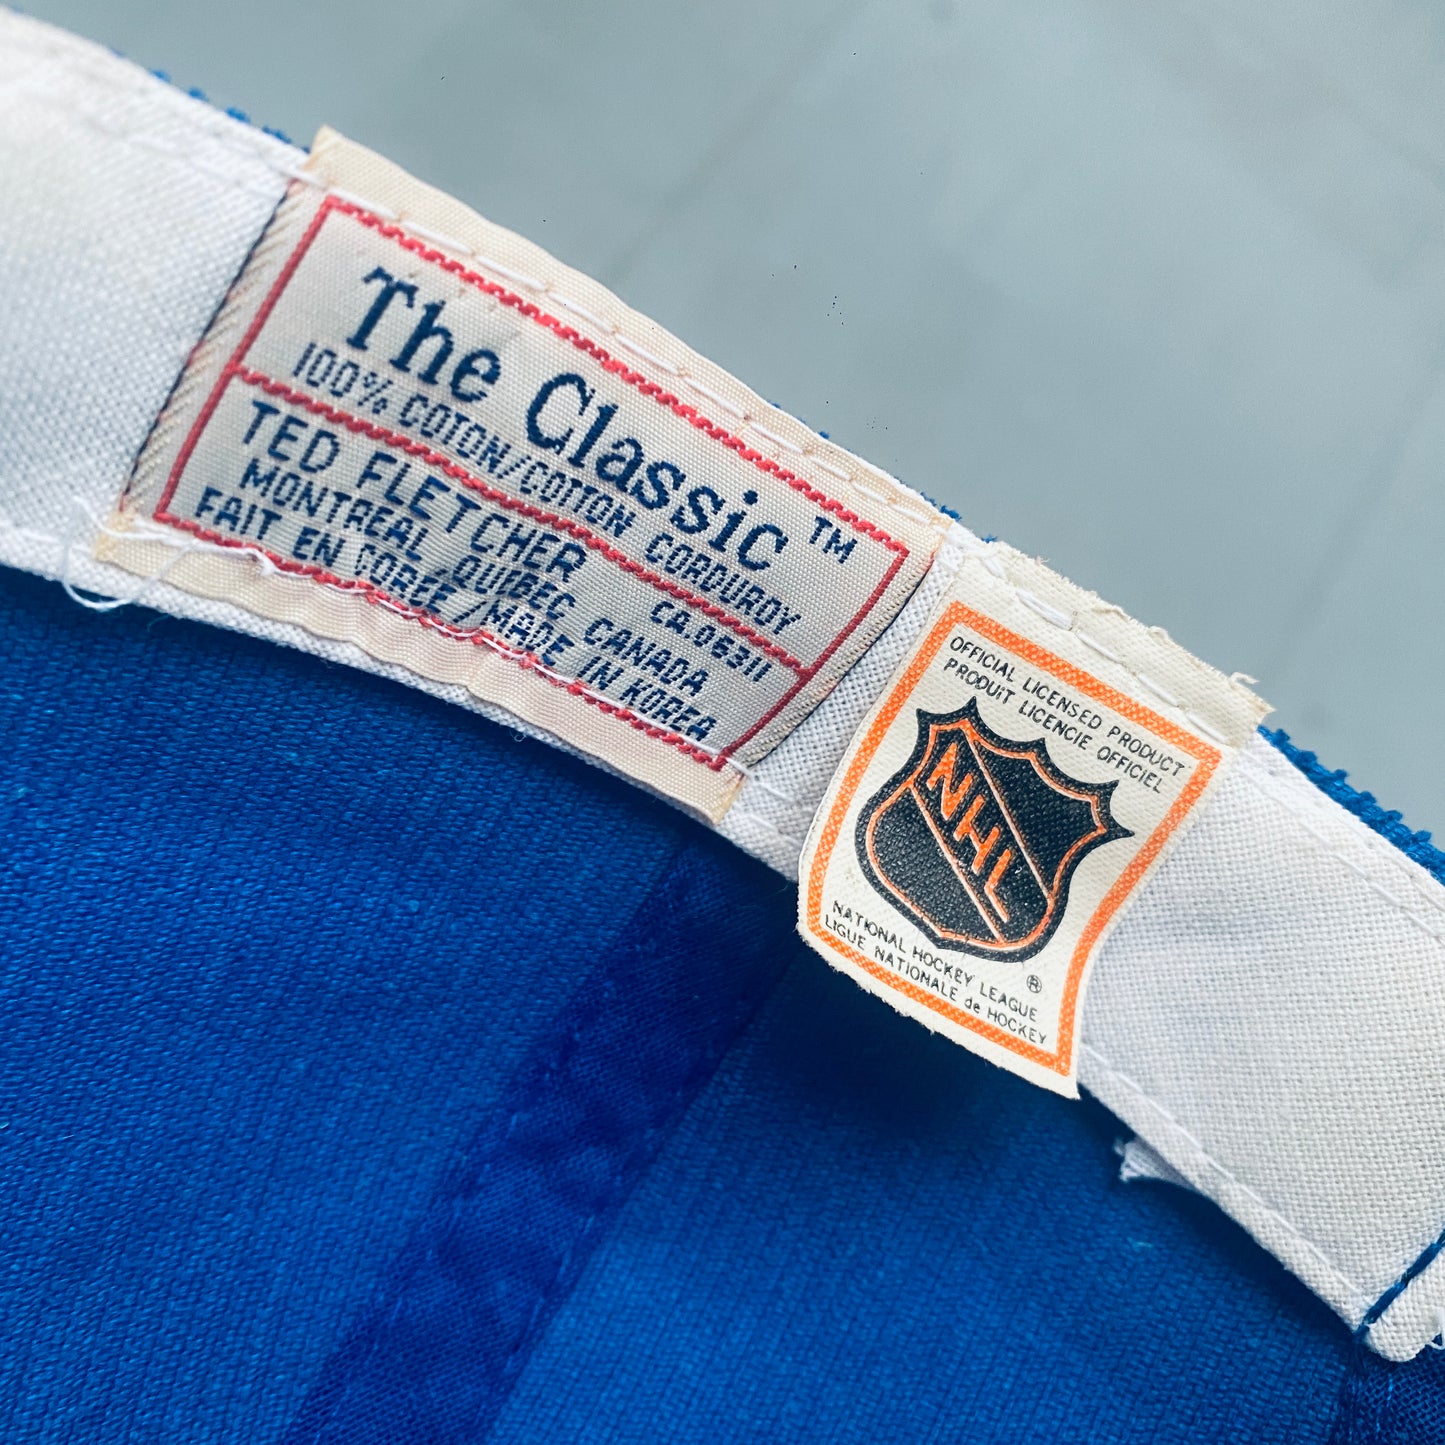 The Classic™
100% COTON/COTTON CORDUROY
TED FLETCHER CA.06311
MONTREAL, QUEBEC, CANADA
FAIT EN COREE/MADE IN KOREA
OFFICIAL LICENSED PRODUCT
PRODUIT LICENCIE OFFICIEL
NHL
®
NATIONAL HOCKEY LEAGUE
LIGUE NATIONALE de HOCKEY